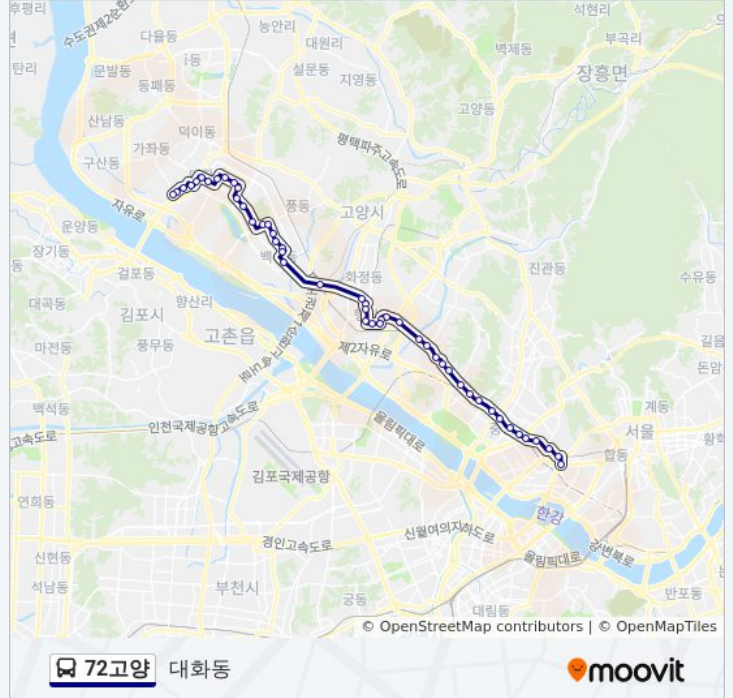 후평리
수도권제2순환
능안리
석현리
다율동
대원리
부곡리
벽제동
탄리
문발동
설문동
지영동
장흥면
동패동
고양동
산남동
덕이동
평택파주고속도로
가좌동
구산동
풍동
자유로
고양시
운양동
장기동
걸포동
화정동
진관동
수유동
대곡동
향산리
김포시
고촌읍
풍무동
마전동
제2자유로
길음
돈암
백석동
계동
올림픽대로
서울
인천국제공항고속도로
고속도로
합동
김포국제공항
연희동
한강
신월여의지하도로
경인고속도로
강변북로
올림픽대로
신현동
석남동
부천시
궁동
반포동
대림동
© OpenStreetMap contributors | © OpenMapTiles
72고양 대화동
moovit